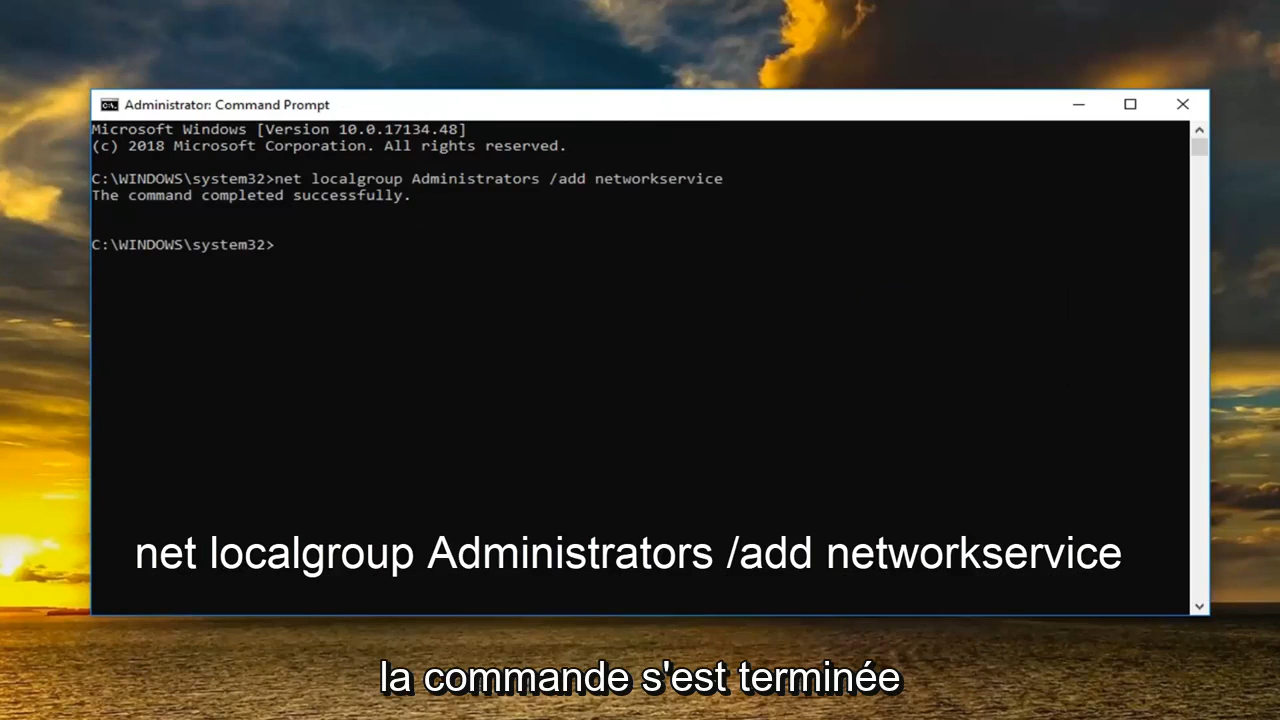 Administrator: Command Prompt
Microsoft Windows [Version 10.0.17134.48]
(c) 2018 Microsoft Corporation. All rights reserved.
C:\WINDOWS\system32>net localgroup Administrators /add networkservice
The command completed successfully.
C:\WINDOWS\system32>
net localgroup Administrators /add networkservice
la commande s'est terminée